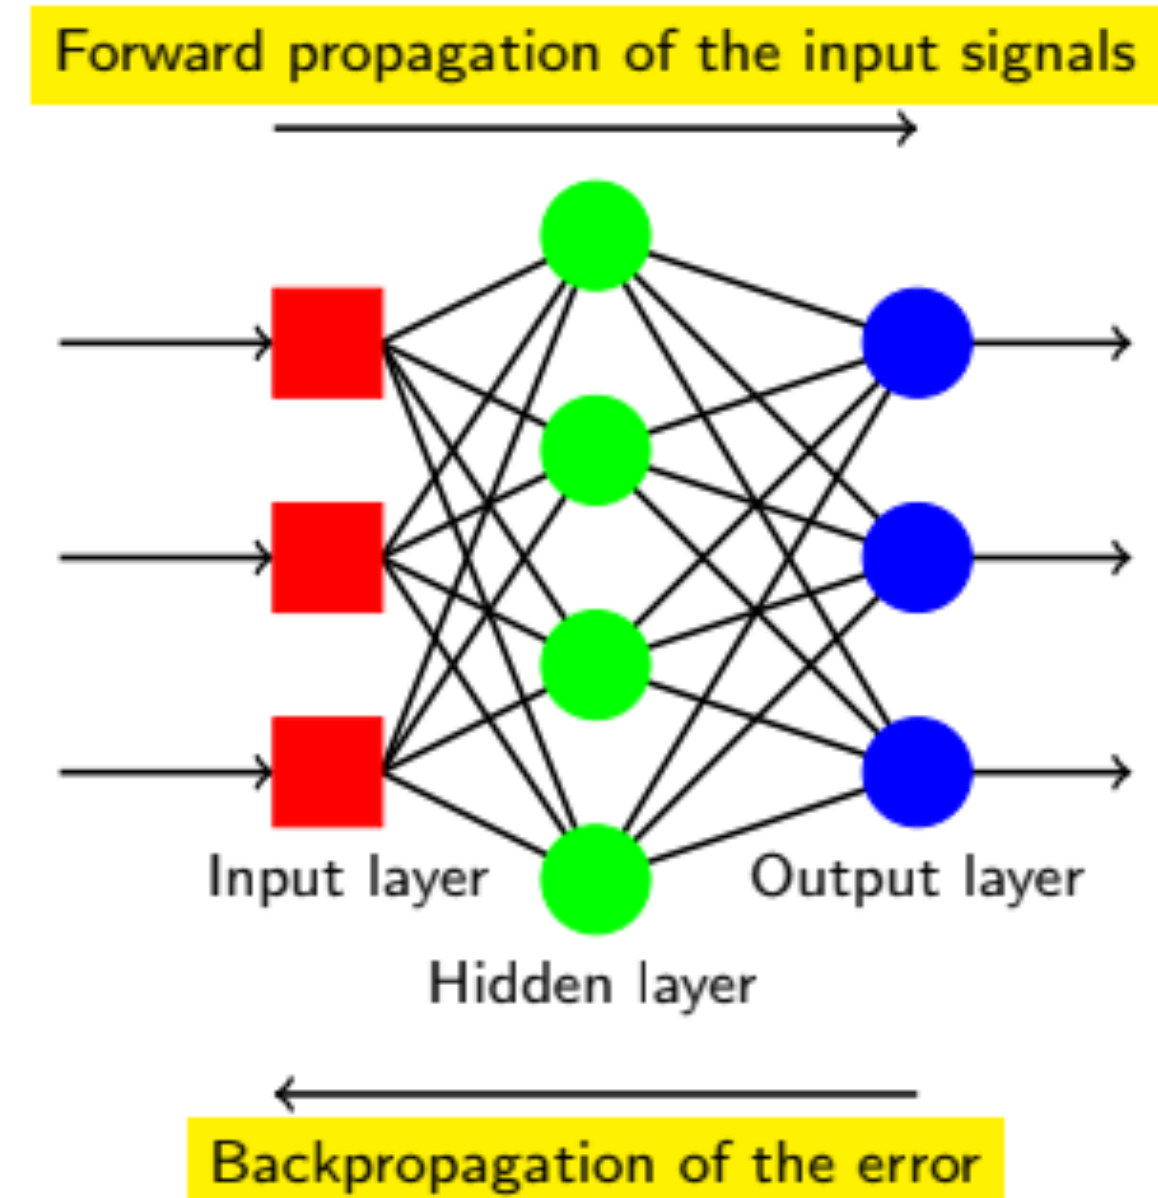 Forward propagation of the input signals
Input layer
Output layer
Hidden layer
Backpropagation of the error